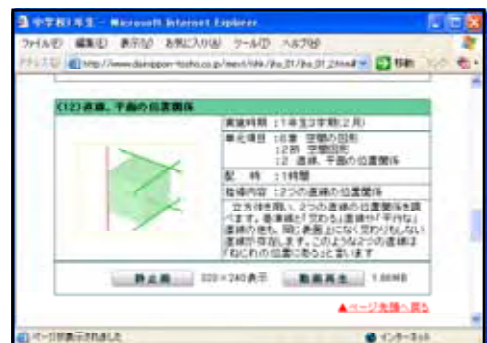 中学校1年生 - Microsoft Internet Explorer
ファイル(F) 編集(E) 表示(V) お気に入り(A) ツール(T) ヘルプ(H)
移動
(12)直線、平面の位置関係
実施時期 :1年生3学期(2月)
単元項目 :6章 空間の図形
:2節 空間図形
:2 直線、平面の位置関係
配 時 :1時間
指導内容 :2つの直線の位置関係
立方体を用い、2つの直線の位置関係を調
べます。基準線と「交わる」直線や「平行な」
直線の他も、同じ表面上になく交わりもしない
直線が存在します。このような2つの直線は
「ねじれの位置にある」と言います
静止画 320×240表示 動画再生 1.66MB
▲ページ先頭へ戻る
ページが表示されました インターネット